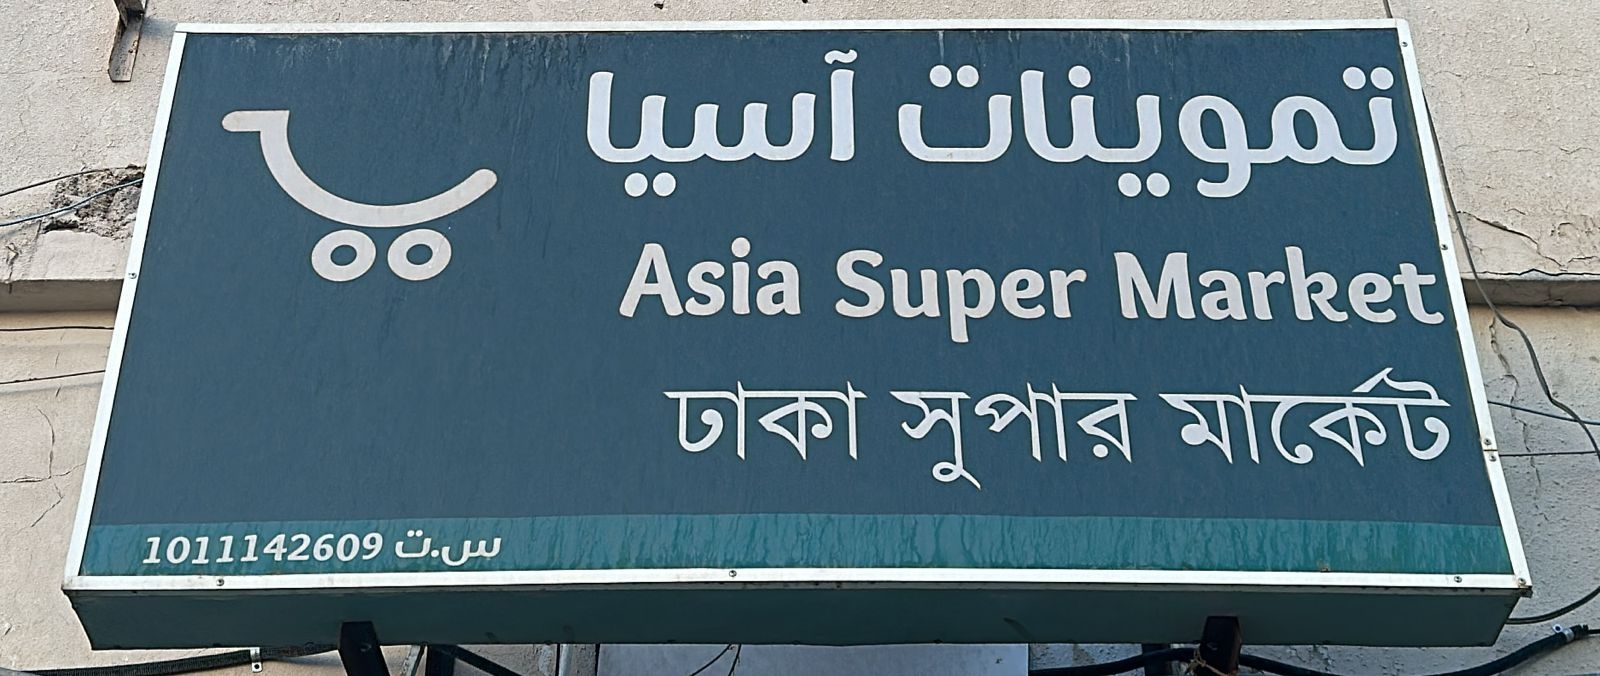 تموينات آسيا
Asia Super Market
ঢাকা সুপার মার্কেট
س.ت 1011142609